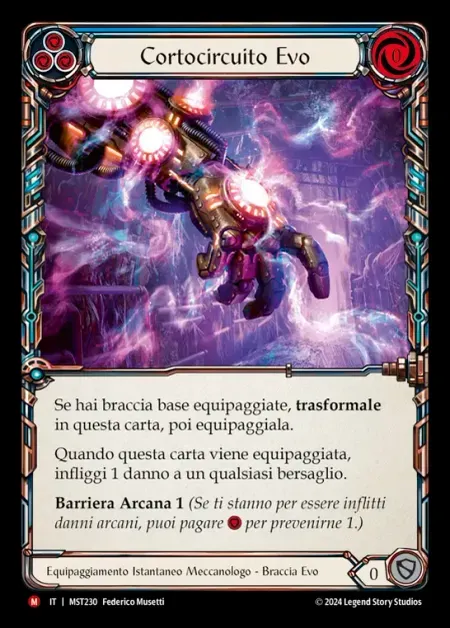 Cortocircuito Evo
0
Se hai braccia base equipaggiate, trasformale
in questa carta, poi equipaggiala.
Quando questa carta viene equipaggiata,
infliggi 1 danno a un qualsiasi bersaglio.
Barriera Arcana 1 (Se ti stanno per essere inflitti
danni arcani, puoi pagare per prevenirne 1.)
Equipaggiamento Istantaneo Meccanologo - Braccia Evo
0
M IT | MST230 Federico Musetti
© 2024 Legend Story Studios